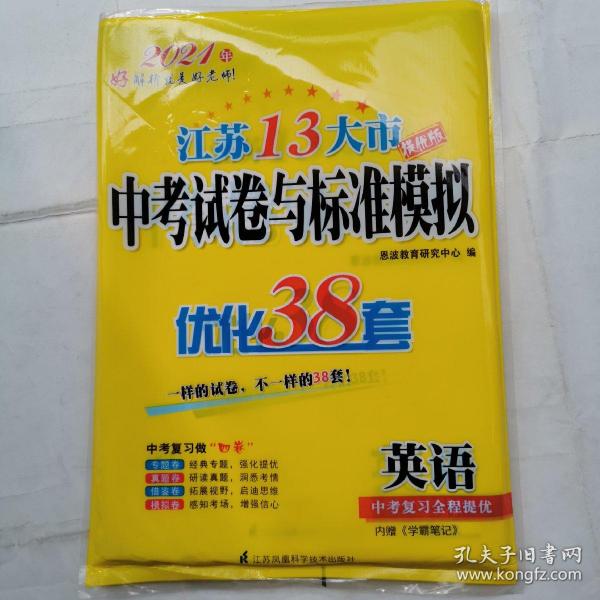 2021年
好解析就是好老师!
江苏13大市
提优版
中考试卷与标准模拟
恩波教育研究中心 编
优化38套
一样的试卷,不一样的38套!
中考复习做“四卷”
专题卷 经典专题,强化提优
真题卷 研读真题,洞悉考情
借鉴卷 拓展视野,启迪思维
模拟卷 感知考场,增强信心
英语
中考复习全程提优
内赠《学霸笔记》
江苏凤凰科学技术出版社
孔夫子旧书网
www.kongfz.com